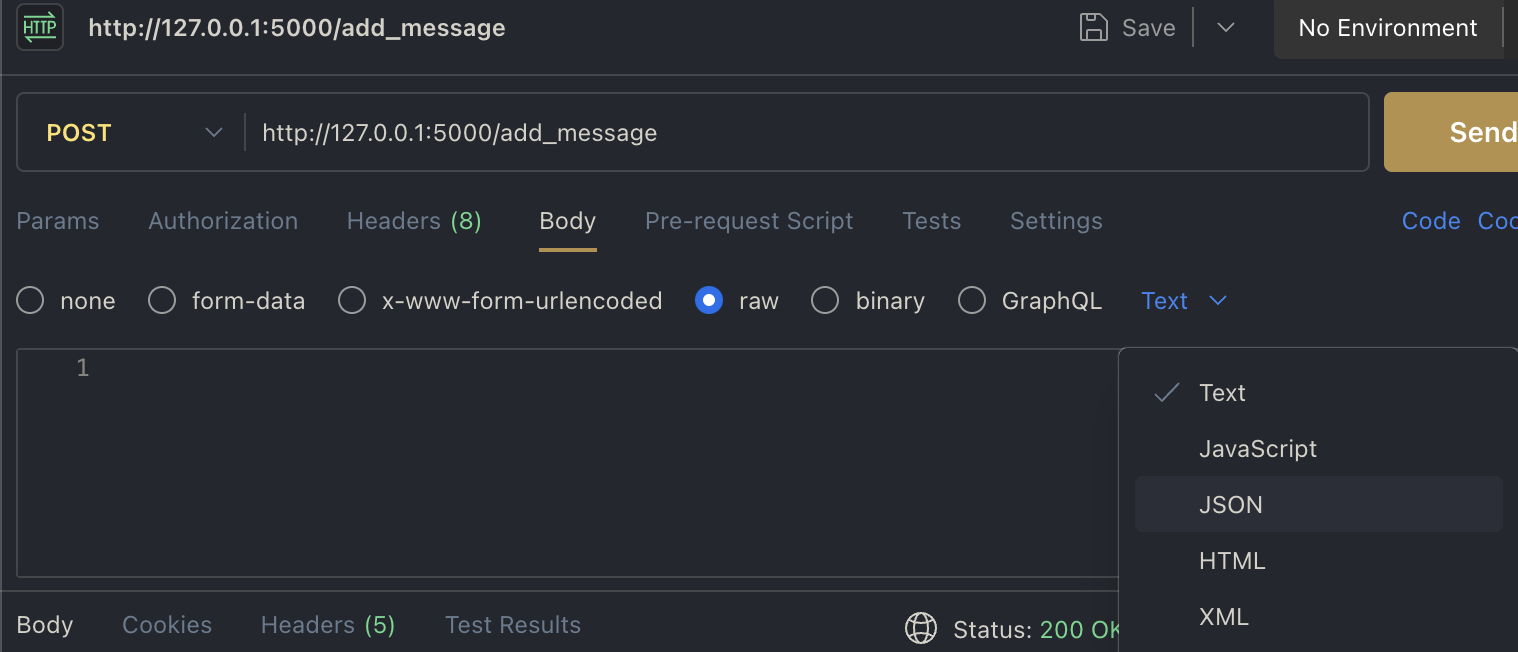 HTTP http://127.0.0.1:5000/add_message Save No Environment
POST http://127.0.0.1:5000/add_message Send
Params Authorization Headers (8) Body Pre-request Script Tests Settings Code
none form-data x-www-form-urlencoded raw binary GraphQL Text
1
Text
JavaScript
JSON
HTML
XML
Body Cookies Headers (5) Test Results Status: 200 OK